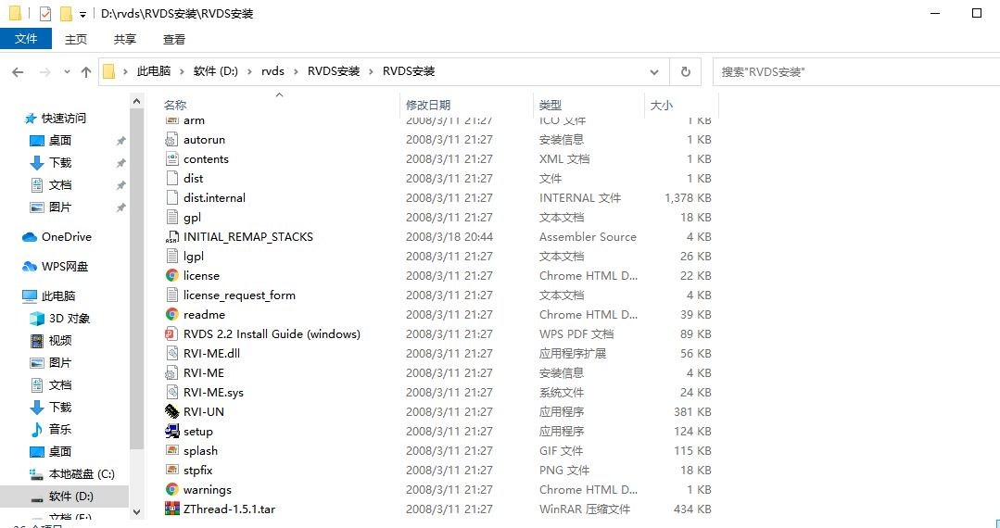 D:\rvds\RVDS安装\RVDS安装
文件 主页 共享 查看
此电脑 软件 (D:) rvds RVDS安装 RVDS安装 搜索"RVDS安装"
快速访问
桌面
下载
文档
图片
OneDrive
WPS网盘
此电脑
3D 对象
视频
图片
文档
下载
音乐
桌面
本地磁盘 (C:)
软件 (D:)
文档 (E:)
名称 修改日期 类型 大小
arm 2008/3/11 21:27 ICO 文件 1 KB
autorun 2008/3/11 21:27 安装信息 1 KB
contents 2008/3/11 21:27 XML 文档 1 KB
dist 2008/3/11 21:27 文件 1 KB
dist.internal 2008/3/11 21:27 INTERNAL 文件 1,378 KB
gpl 2008/3/11 21:27 文本文档 18 KB
INITIAL_REMAP_STACKS 2008/3/18 20:44 Assembler Source 4 KB
lgpl 2008/3/11 21:27 文本文档 26 KB
license 2008/3/11 21:27 Chrome HTML D... 22 KB
license_request_form 2008/3/11 21:27 文本文档 4 KB
readme 2008/3/11 21:27 Chrome HTML D... 39 KB
RVDS 2.2 Install Guide (windows) 2008/3/11 21:27 WPS PDF 文档 89 KB
RVI-ME.dll 2008/3/11 21:27 应用程序扩展 56 KB
RVI-ME 2008/3/11 21:27 安装信息 4 KB
RVI-ME.sys 2008/3/11 21:27 系统文件 24 KB
RVI-UN 2008/3/11 21:27 应用程序 381 KB
setup 2008/3/11 21:27 应用程序 124 KB
splash 2008/3/11 21:27 GIF 文件 115 KB
stpfix 2008/3/11 21:27 PNG 文件 18 KB
warnings 2008/3/11 21:27 Chrome HTML D... 1 KB
ZThread-1.5.1.tar 2008/3/11 21:27 WinRAR 压缩文件 434 KB